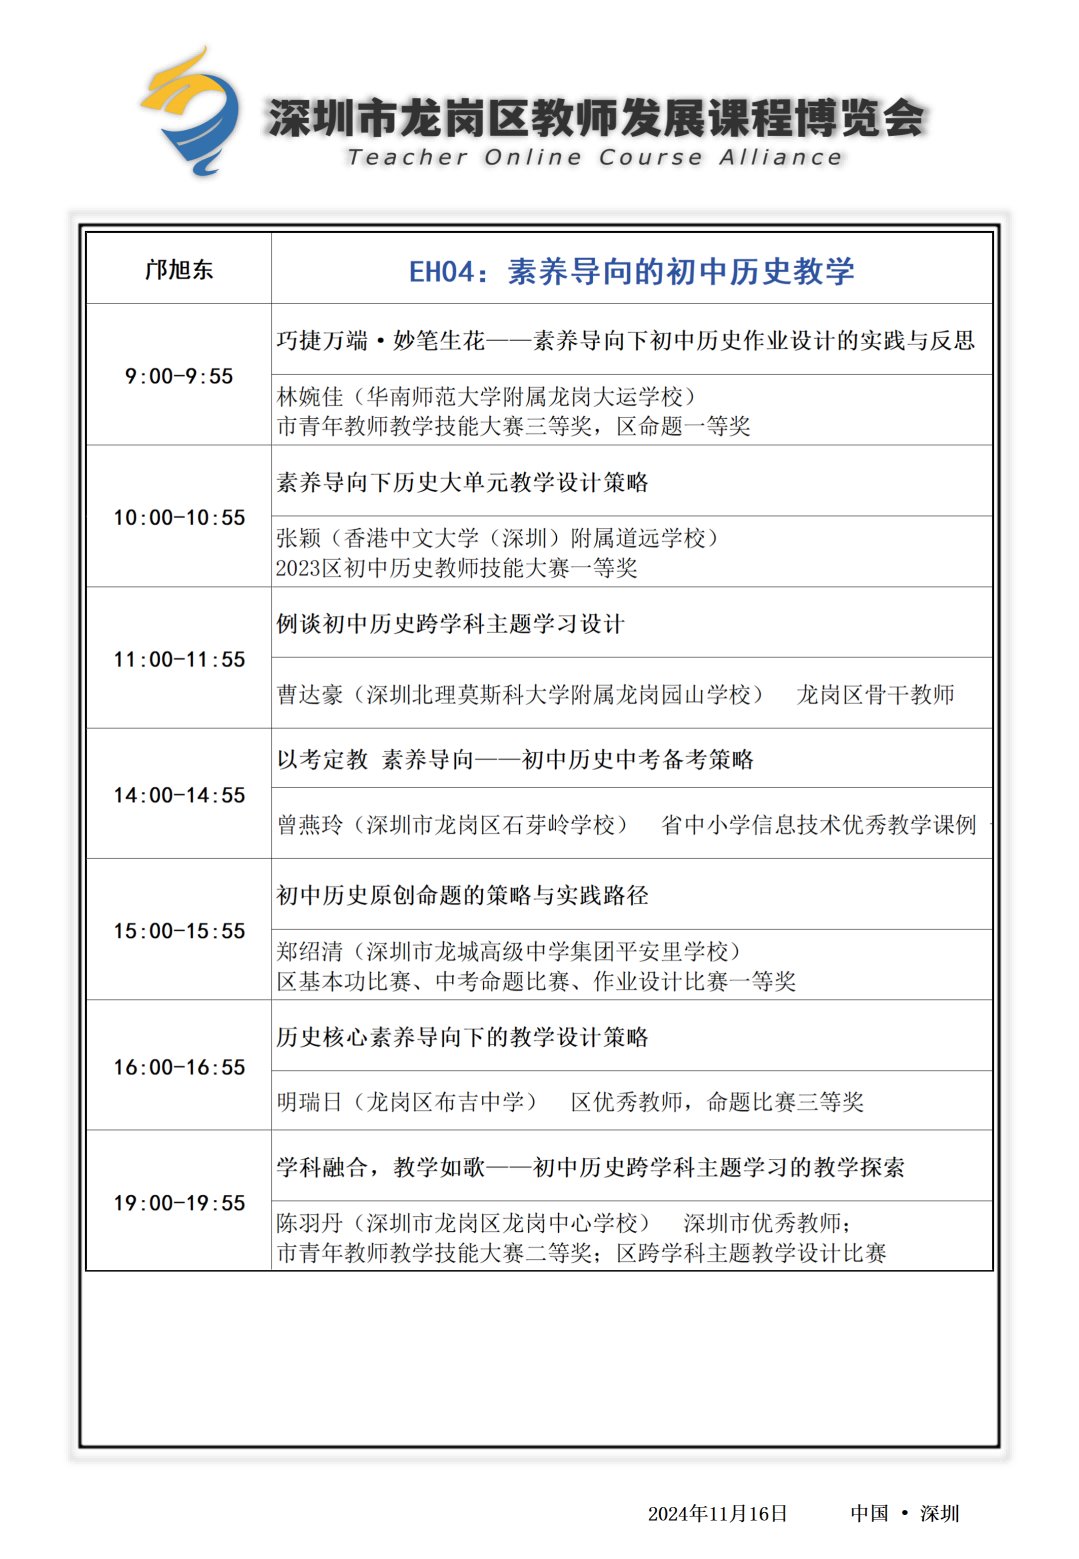 深圳市龙岗区教师发展课程博览会
Teacher Online Course Alliance
邝旭东
EH04：素养导向的初中历史教学
9:00-9:55
巧捷万端·妙笔生花——素养导向下初中历史作业设计的实践与反思
林婉佳（华南师范大学附属龙岗大运学校）
市青年教师教学技能大赛三等奖，区命题一等奖
10:00-10:55
素养导向下历史大单元教学设计策略
张颖（香港中文大学（深圳）附属道远学校）
2023区初中历史教师技能大赛一等奖
11:00-11:55
例谈初中历史跨学科主题学习设计
曹达豪（深圳北理莫斯科大学附属龙岗园山学校） 龙岗区骨干教师
14:00-14:55
以考定教 素养导向——初中历史中考备考策略
曾燕玲（深圳市龙岗区石芽岭学校） 省中小学信息技术优秀教学课例
15:00-15:55
初中历史原创命题的策略与实践路径
郑绍清（深圳市龙城高级中学集团平安里学校）
区基本功比赛、中考命题比赛、作业设计比赛一等奖
16:00-16:55
历史核心素养导向下的教学设计策略
明瑞日（龙岗区布吉中学） 区优秀教师，命题比赛三等奖
19:00-19:55
学科融合，教学如歌——初中历史跨学科主题学习的教学探索
陈羽丹（深圳市龙岗区龙岗中心学校） 深圳市优秀教师；
市青年教师教学技能大赛二等奖；区跨学科主题教学设计比赛
2024年11月16日 中国 · 深圳